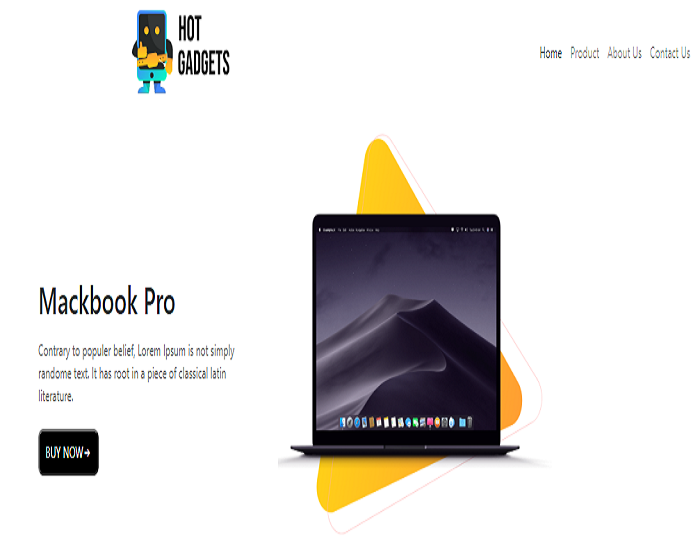 HOT
GADGETS
Home Product About Us Contact Us
Mackbook Pro
Contrary to populer belief, Lorem Ipsum is not simply
randome text. It has root in a piece of classical latin
literature.
BUY NOW→